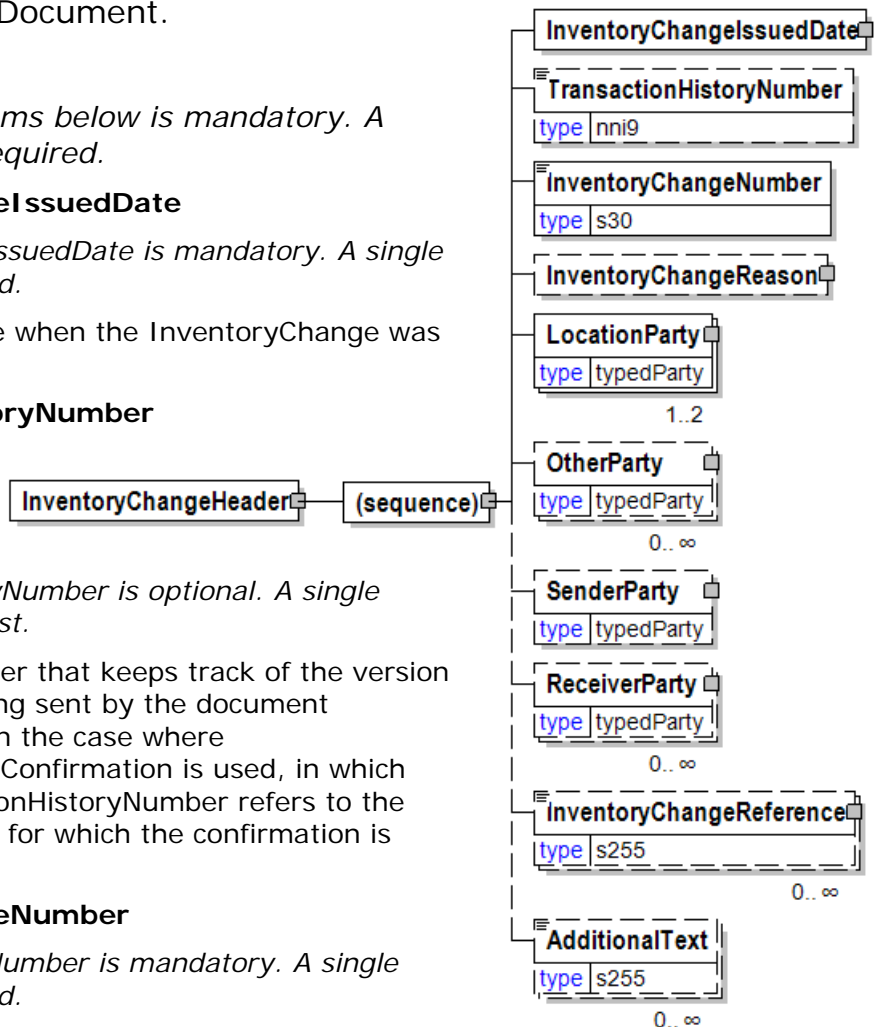 Document.
ms below is mandatory. A
equired.
eIssuedDate
ssuedDate is mandatory. A single
d.
e when the InventoryChange was
oryNumber
yNumber is optional. A single
st.
er that keeps track of the version
ng sent by the document
n the case where
Confirmation is used, in which
onHistoryNumber refers to the
for which the confirmation is
eNumber
Number is mandatory. A single
d.
InventoryChangeHeader
(sequence)
InventoryChangeIssuedDate
TransactionHistoryNumber
type nni9
InventoryChangeNumber
type s30
InventoryChangeReason
LocationParty
type typedParty
1..2
OtherParty
type typedParty
0..∞
SenderParty
type typedParty
ReceiverParty
type typedParty
0..∞
InventoryChangeReference
type s255
0..∞
AdditionalText
type s255
0..∞